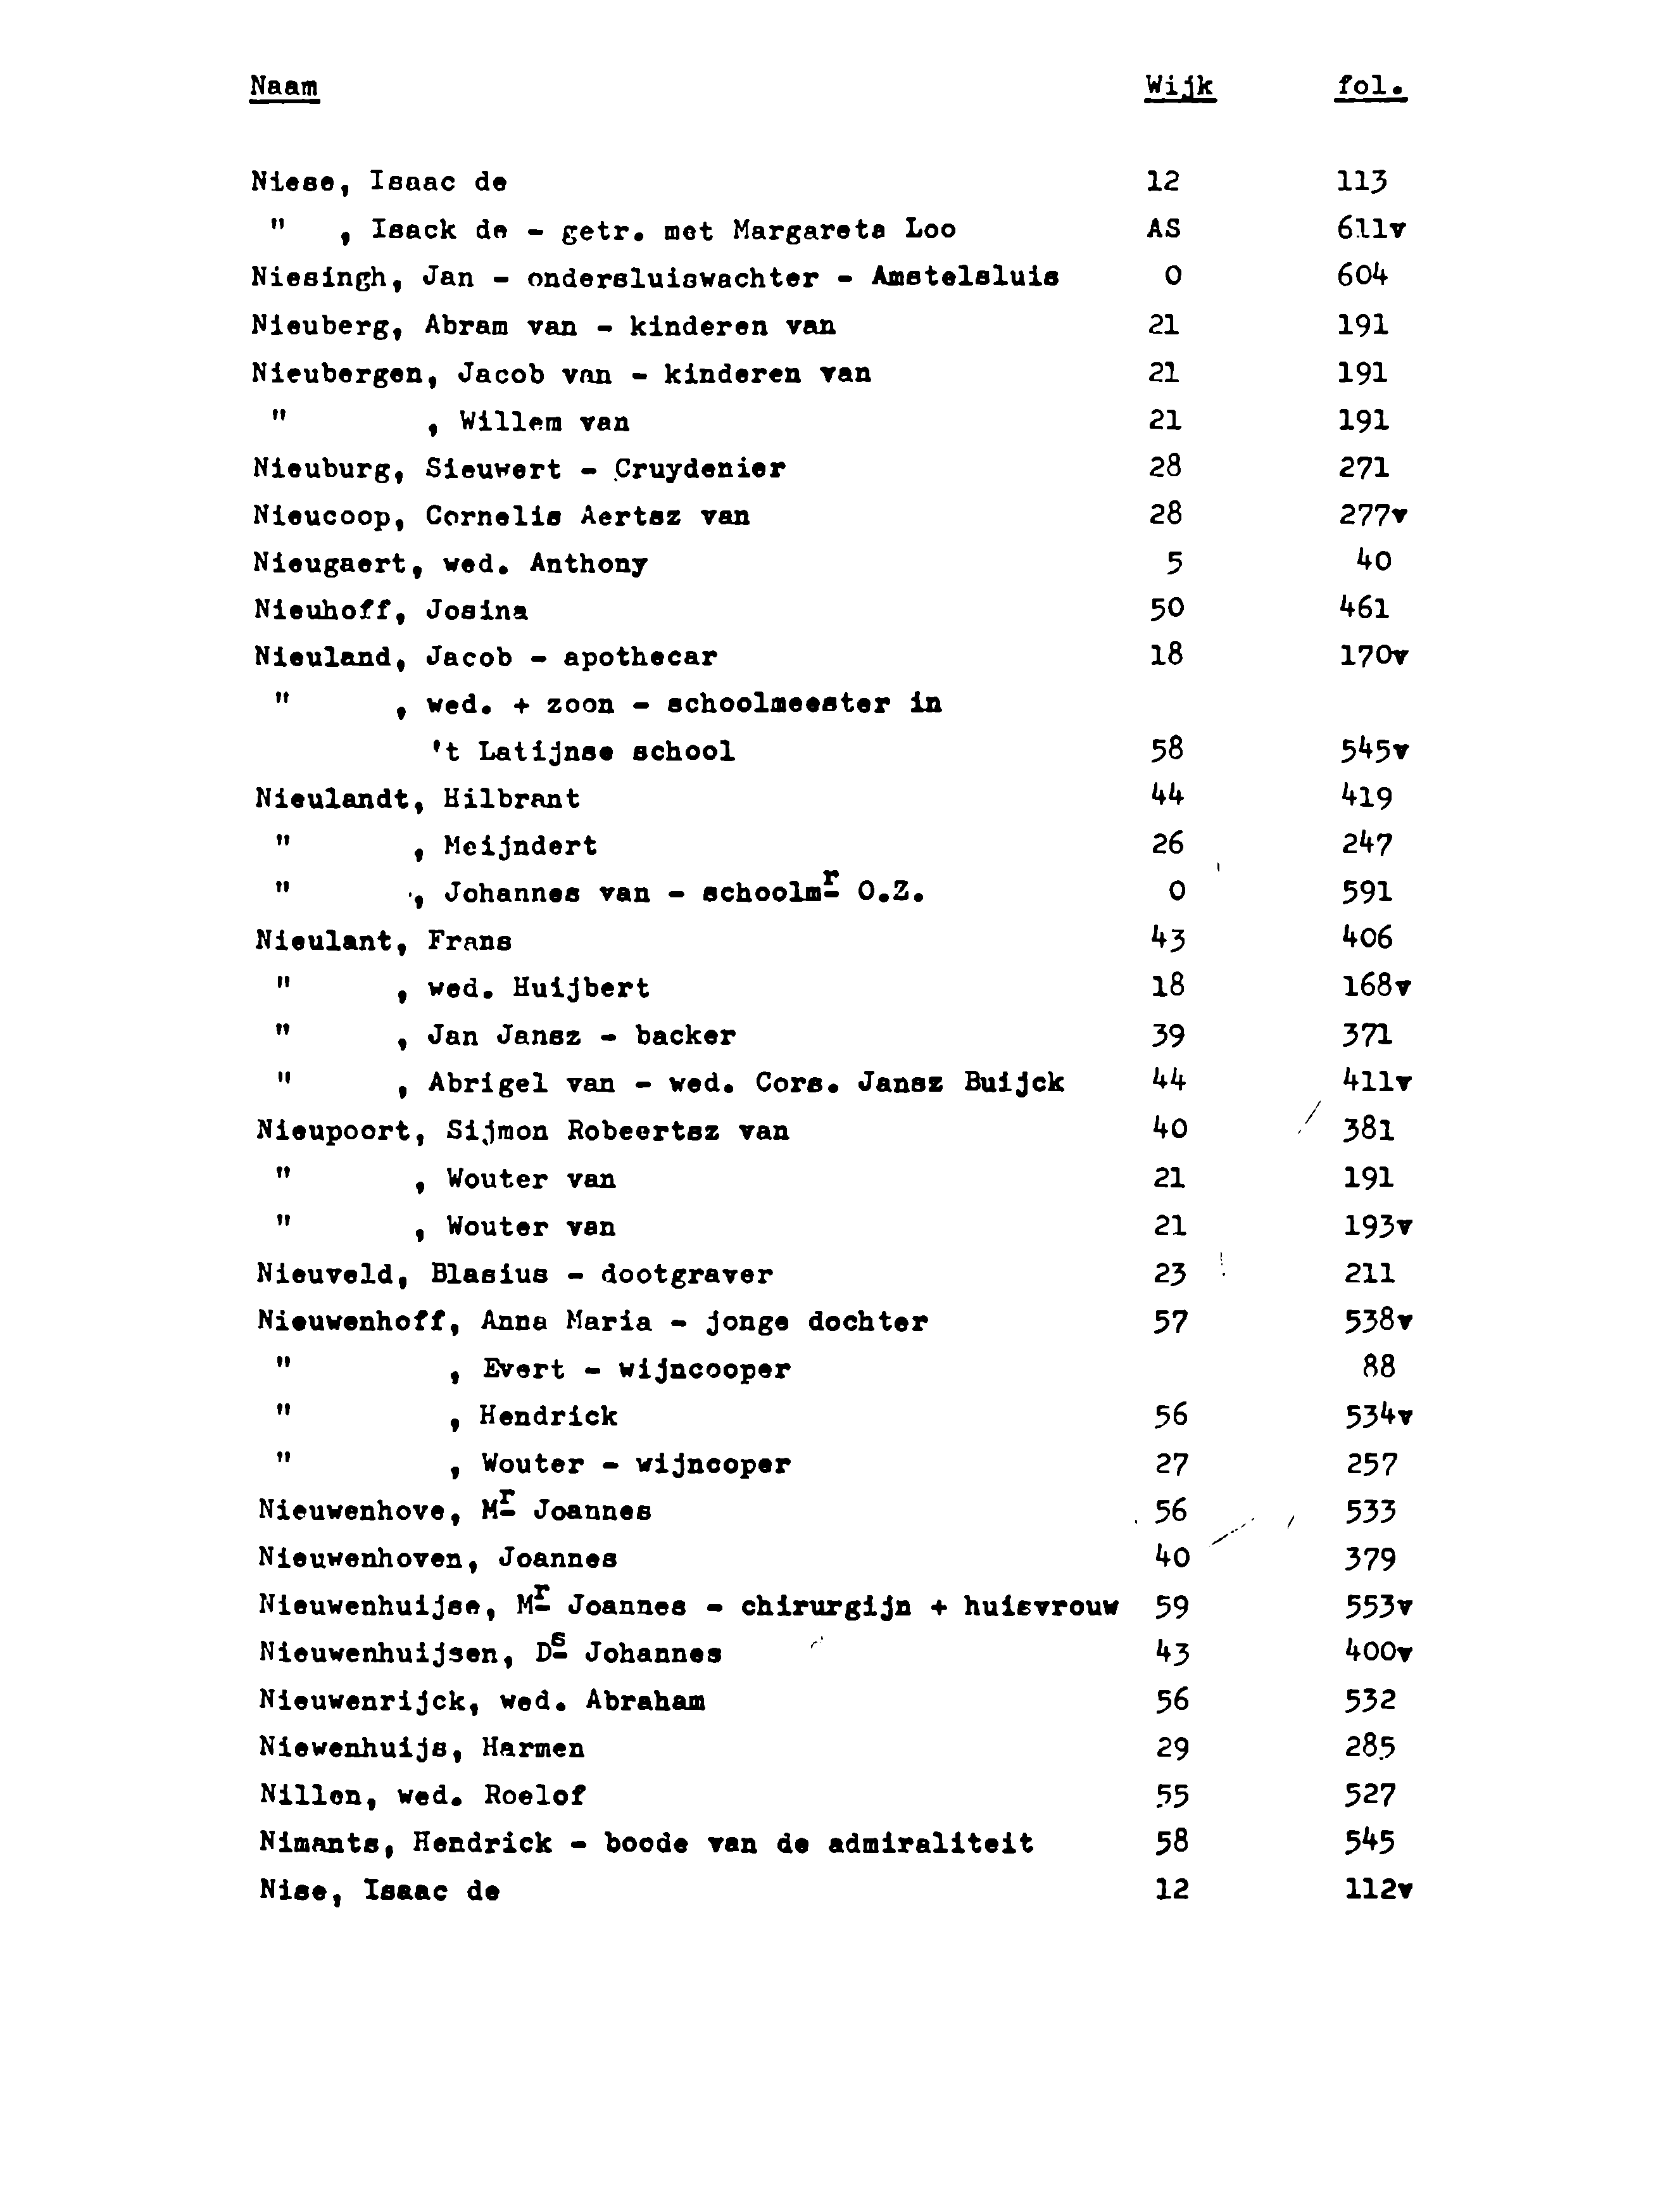 Naam Wijk fol.
Niese, Isaac de 12 113
" , Isack de - getr. met Margareta Loo AS 611v
Niesingh, Jan - ondersluiswachter - Amstelsluis 0 604
Nieuberg, Abram van - kinderen van 21 191
Nieubergen, Jacob van - kinderen van 21 191
" , Willem van 21 191
Nieuburg, Sieuwert - Cruydenier 28 271
Nieucoop, Cornelis Aertsz van 28 277v
Nieugaert, wed. Anthony 5 40
Nieuhoff, Josina 50 461
Nieuland, Jacob - apothecar 18 170v
" , wed. + zoon - schoolmeester in
't Latijnse school 58 545v
Nieulandt, Hilbrant 44 419
" , Meijndert 26 247
" , Johannes van - schoolmr O.Z. 0 591
Nieulant, Frans 43 406
" , wed. Huijbert 18 168v
" , Jan Jansz - backer 39 371
" , Abrigel van - wed. Cors. Jansz Buijck 44 411v
Nieupoort, Sijmon Robeertsz van 40 381
" , Wouter van 21 191
" , Wouter van 21 193v
Nieuveld, Blasius - dootgraver 23 211
Nieuwenhoff, Anna Maria - jonge dochter 57 538v
" , Evert - wijncooper 88
" , Hendrick 56 534v
" , Wouter - wijncoper 27 257
Nieuwenhove, Mr Joannes 56 533
Nieuwenhoven, Joannes 40 379
Nieuwenhuijse, Mr Joannes - chirurgijn + huisvrouw 59 553v
Nieuwenhuijsen, Ds Johannes 43 400v
Nieuwenrijck, wed. Abraham 56 532
Niewenhuijs, Harmen 29 285
Nillen, wed. Roelof 55 527
Nimants, Hendrick - boode van de admiraliteit 58 545
Nise, Isaac de 12 112v